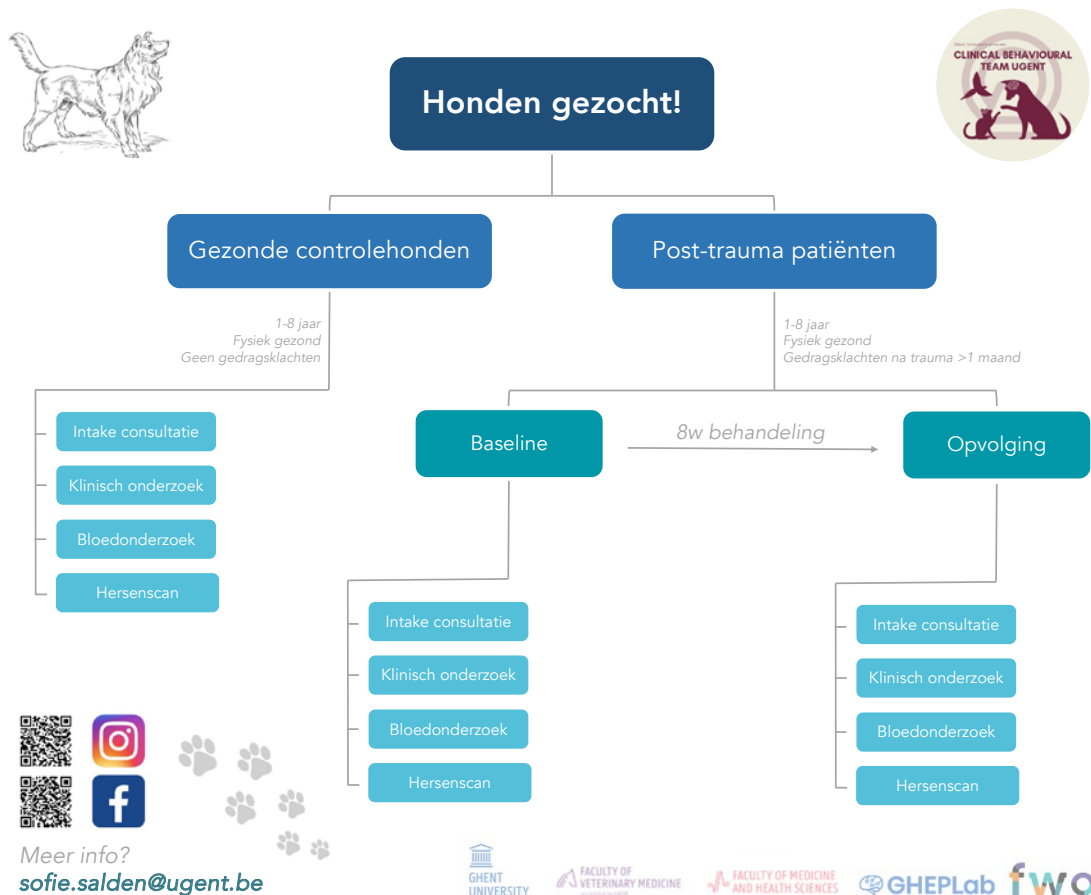 CLINICAL BEHAVIOURAL
TEAM UGENT
Honden gezocht!
Gezonde controlehonden
Post-trauma patiënten
1-8 jaar
Fysiek gezond
Geen gedragsklachten
1-8 jaar
Fysiek gezond
Gedragsklachten na trauma >1 maand
Intake consultatie
Klinisch onderzoek
Bloedonderzoek
Hersenscan
Baseline
8w behandeling
Opvolging
Intake consultatie
Klinisch onderzoek
Bloedonderzoek
Hersenscan
Intake consultatie
Klinisch onderzoek
Bloedonderzoek
Hersenscan
Meer info?
sofie.salden@ugent.be
GHENT
UNIVERSITY
FACULTY OF
VETERINARY MEDICINE
FACULTY OF MEDICINE
AND HEALTH SCIENCES
GHEPLab